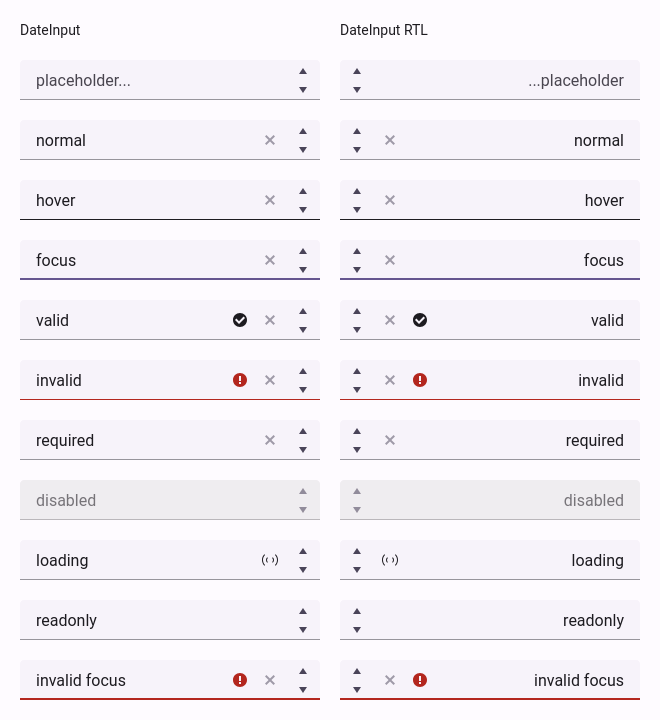 DateInput DateInput RTL
placeholder... ...placeholder
normal normal
hover hover
focus focus
valid valid
invalid invalid
required required
disabled disabled
loading loading
readonly readonly
invalid focus invalid focus